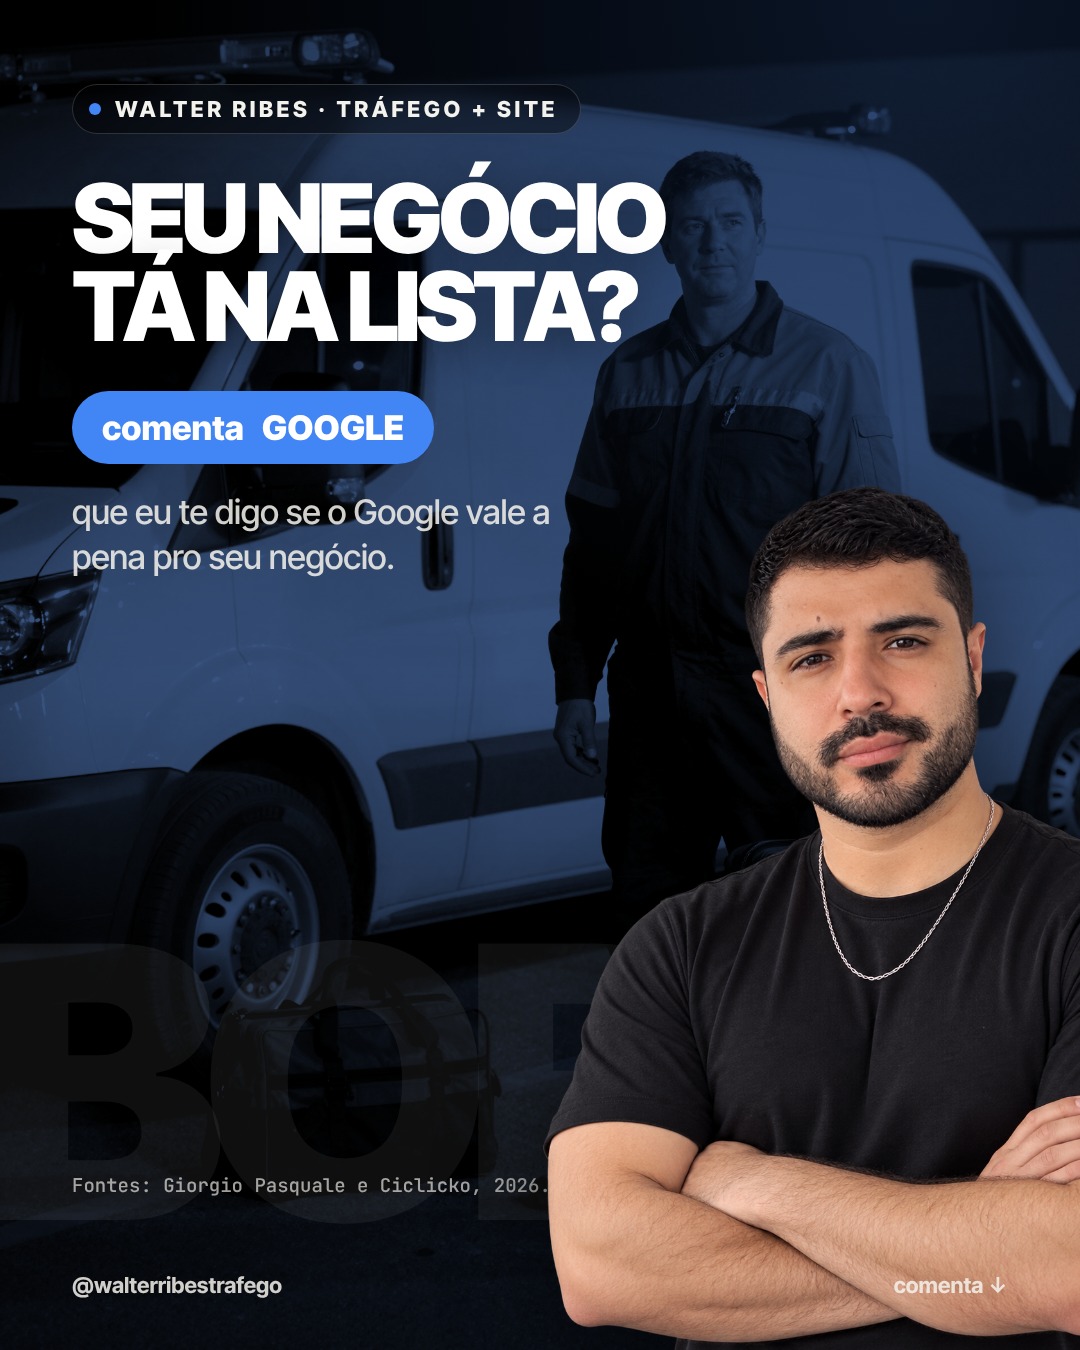 WALTER RIBES · TRÁFEGO + SITE
SEU NEGÓCIO
TÁ NA LISTA?
comenta GOOGLE
que eu te digo se o Google vale a
pena pro seu negócio.
Fontes: Giorgio Pasquale e Ciclicko, 2026.
@walterribestrafego
comenta ↓